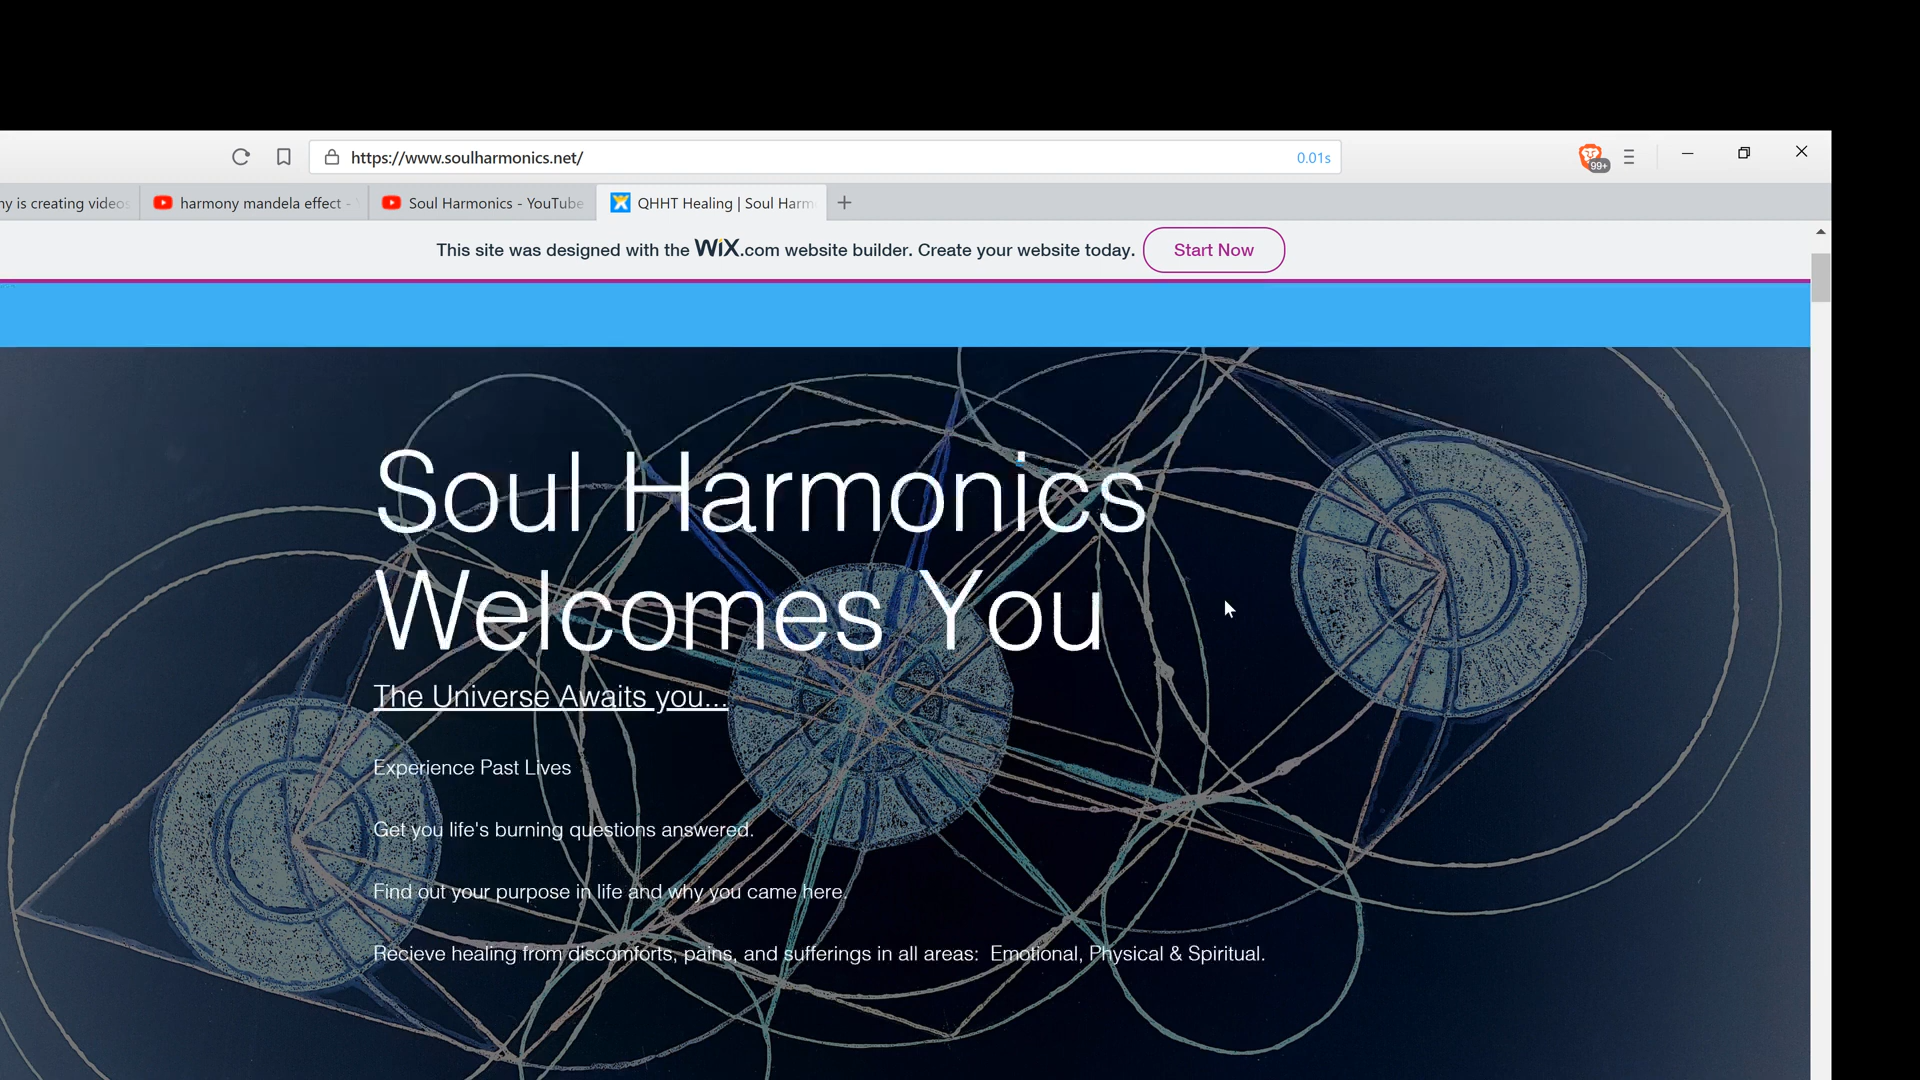 https://www.soulharmonics.net/
0.01s
99+
ny is creating videos
harmony mandela effect -
Soul Harmonics - YouTube
QHHT Healing | Soul Harm
This site was designed with the WiX.com website builder. Create your website today.
Start Now
Soul Harmonics
Welcomes You
The Universe Awaits you...
Experience Past Lives
Get you life's burning questions answered.
Find out your purpose in life and why you came here.
Recieve healing from discomforts, pains, and sufferings in all areas:  Emotional, Physical & Spiritual.